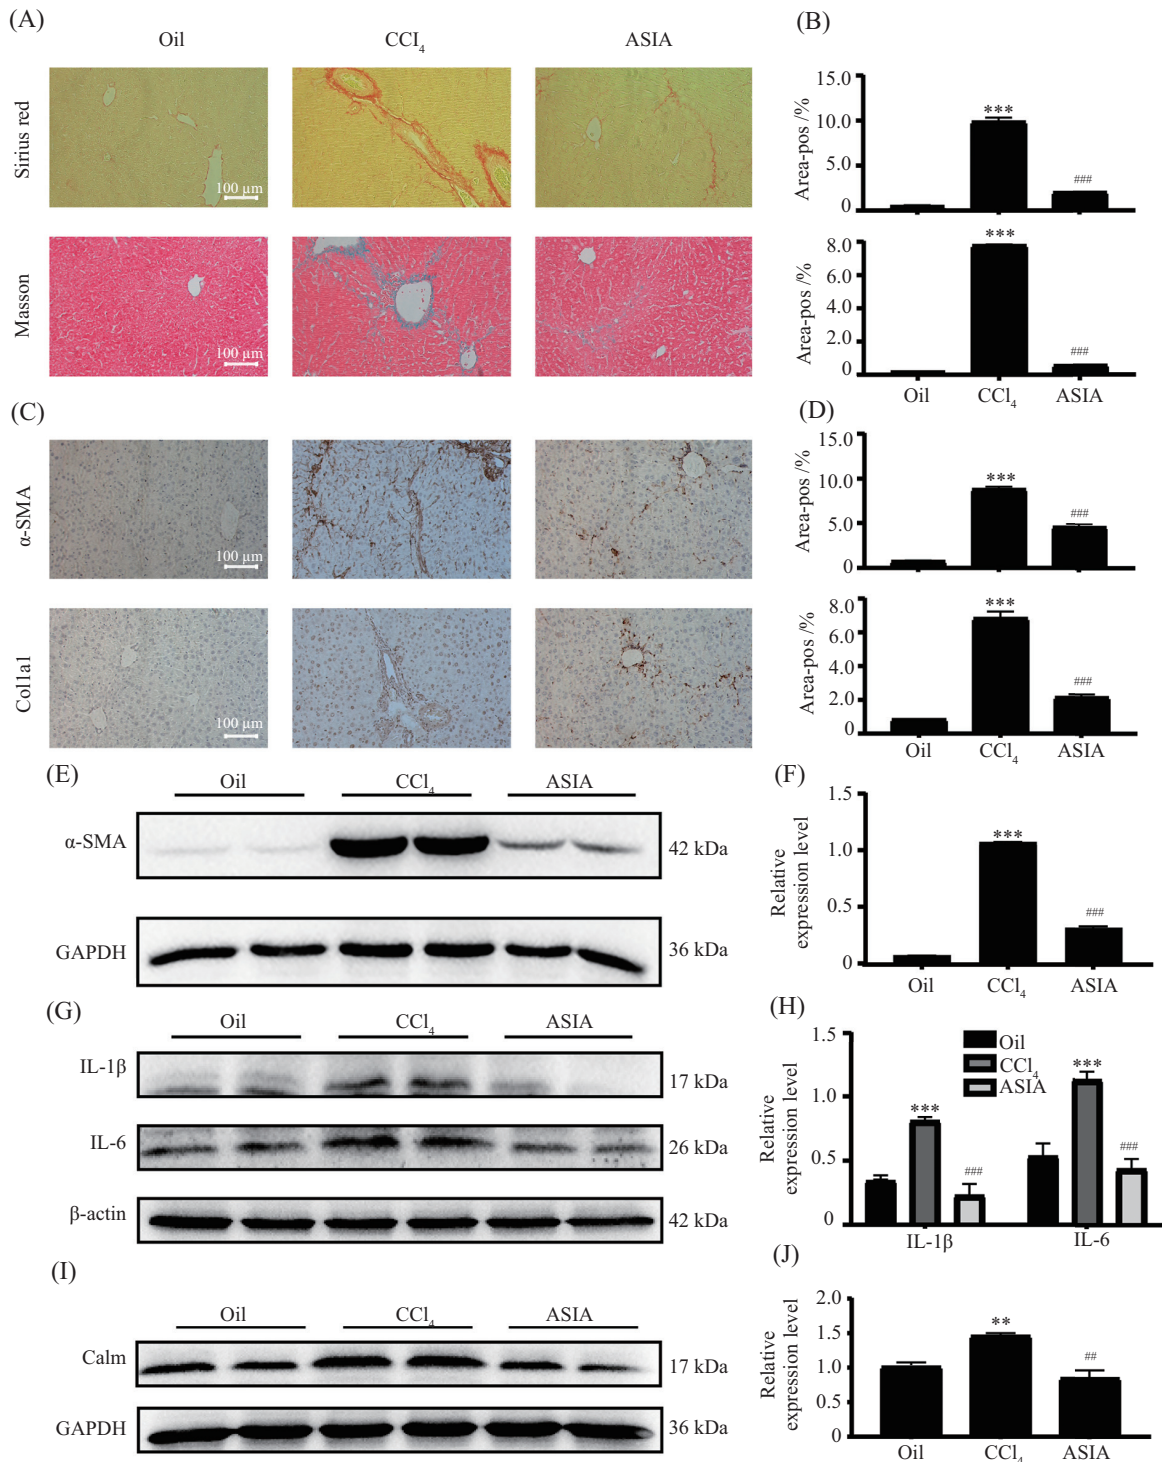 (A)
Oil
CCI4
ASIA
Sirius red
100 μm
Masson
100 μm
(B)
Area-pos /%
15.0
10.0
5.0
0
***
###
Area-pos /%
8.0
6.0
4.0
2.0
0
***
###
Oil
CCl4
ASIA
(C)
α-SMA
100 μm
Col1a1
100 μm
(D)
Area-pos /%
15.0
10.0
5.0
0
***
###
Area-pos /%
8.0
6.0
4.0
2.0
0
***
###
Oil
CCl4
ASIA
(E)
Oil
CCl4
ASIA
α-SMA
42 kDa
GAPDH
36 kDa
(F)
Relative
expression level
1.5
1.0
0.5
0
***
###
Oil
CCl4
ASIA
(G)
Oil
CCl4
ASIA
IL-1β
17 kDa
IL-6
26 kDa
β-actin
42 kDa
(H)
Relative
expression level
1.5
1.0
0.5
0
Oil
CCl4
ASIA
***
###
***
###
IL-1β
IL-6
(I)
Oil
CCl4
ASIA
Calm
17 kDa
GAPDH
36 kDa
(J)
Relative
expression level
2.0
1.5
1.0
0.5
0
**
##
Oil
CCl4
ASIA